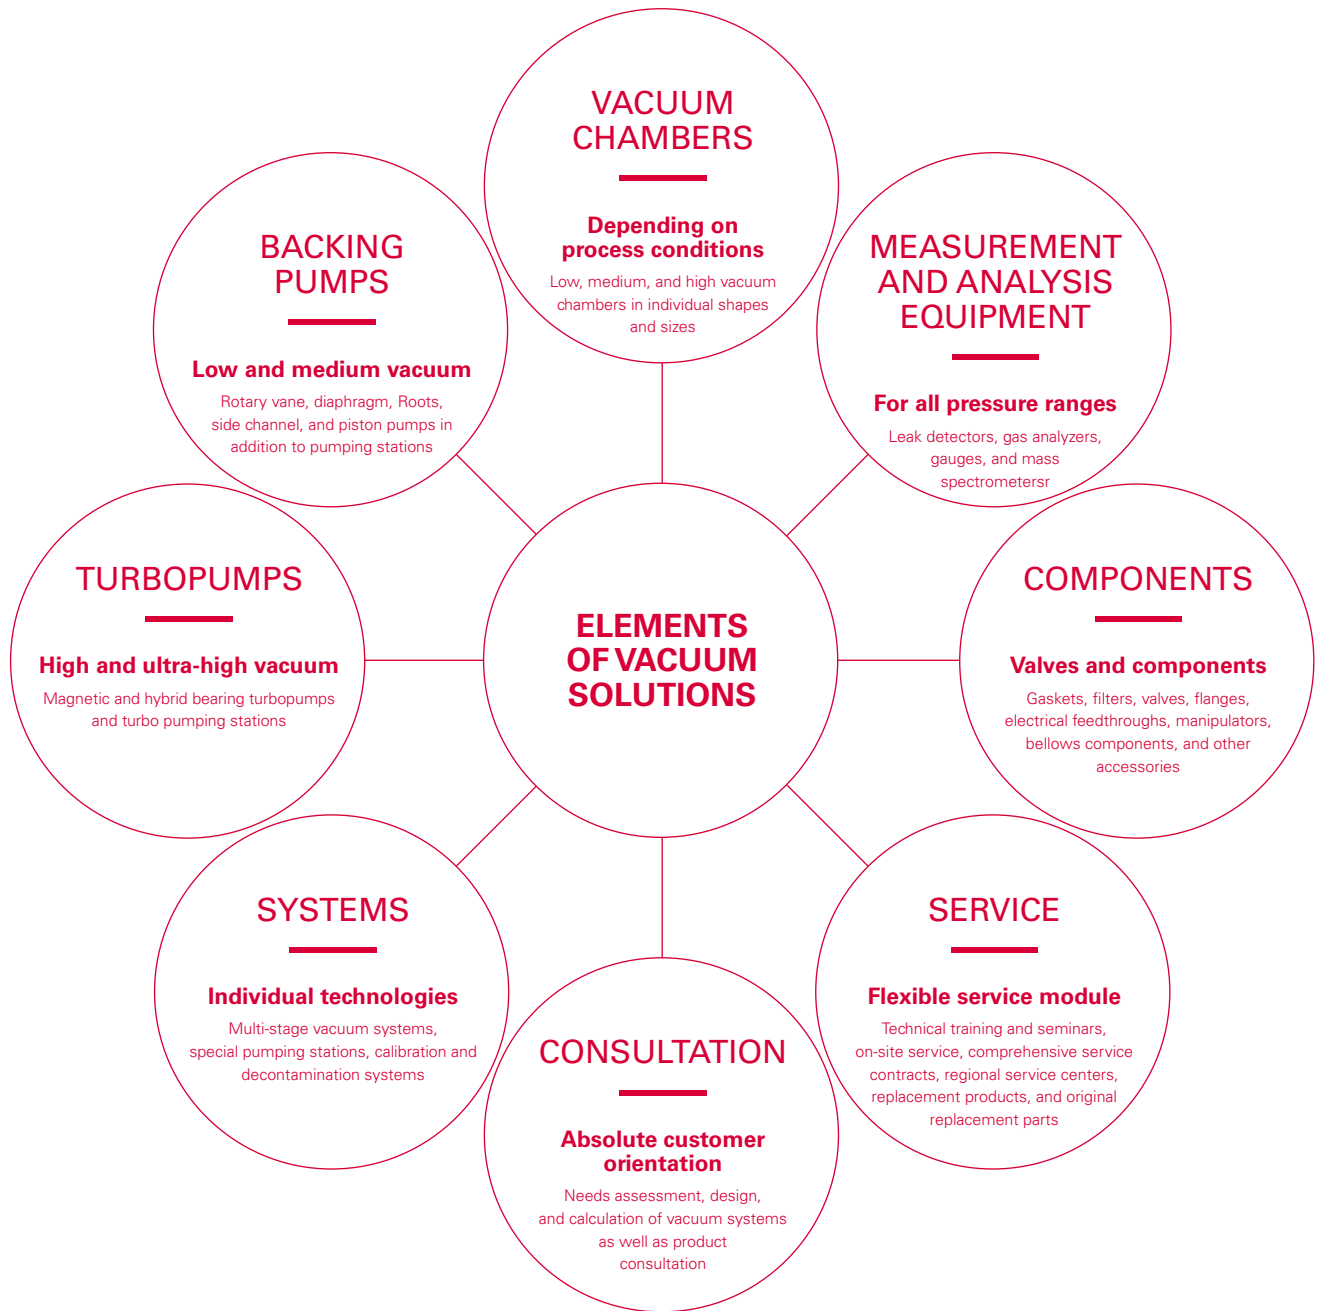 VACUUM
CHAMBERS
Depending on
process conditions
Low, medium, and high vacuum
chambers in individual shapes
and sizes
BACKING
PUMPS
Low and medium vacuum
Rotary vane, diaphragm, Roots,
side channel, and piston pumps in
addition to pumping stations
MEASUREMENT
AND ANALYSIS
EQUIPMENT
For all pressure ranges
Leak detectors, gas analyzers,
gauges, and mass
spectrometersr
TURBOPUMPS
High and ultra-high vacuum
Magnetic and hybrid bearing turbopumps
and turbo pumping stations
ELEMENTS
OF VACUUM
SOLUTIONS
COMPONENTS
Valves and components
Gaskets, filters, valves, flanges,
electrical feedthroughs, manipulators,
bellows components, and other
accessories
SYSTEMS
Individual technologies
Multi-stage vacuum systems,
special pumping stations, calibration and
decontamination systems
SERVICE
Flexible service module
Technical training and seminars,
on-site service, comprehensive service
contracts, regional service centers,
replacement products, and original
replacement parts
CONSULTATION
Absolute customer
orientation
Needs assessment, design,
and calculation of vacuum systems
as well as product
consultation